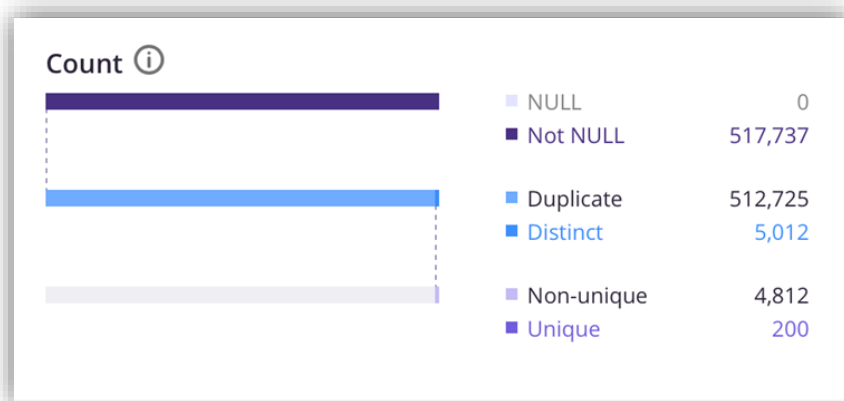 Count
NULL 0
Not NULL 517,737
Duplicate 512,725
Distinct 5,012
Non-unique 4,812
Unique 200